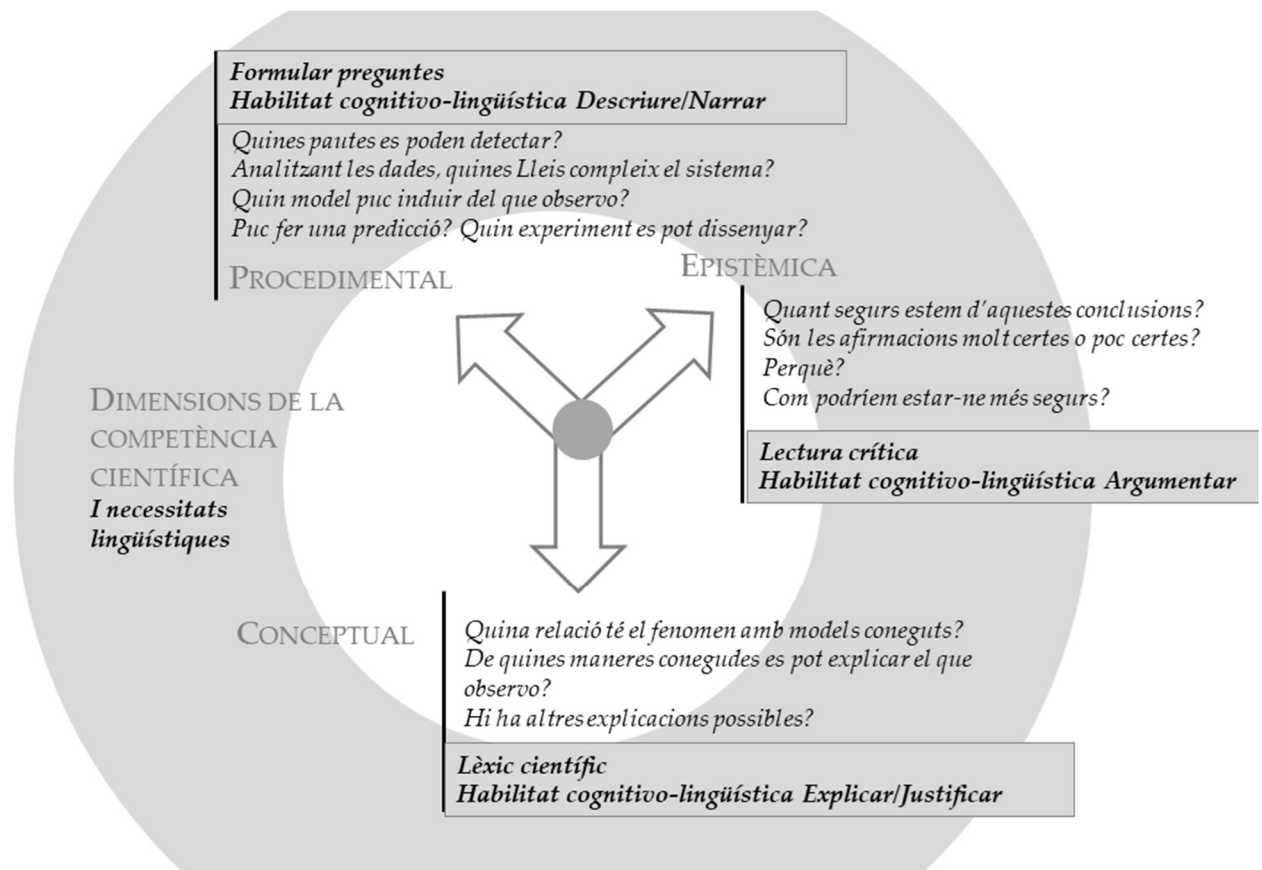 Formular preguntes
Habilitat cognitivo-lingüística Descriure/Narrar
Quines pautes es poden detectar?
Analitzant les dades, quines Lleis compleix el sistema?
Quin model puc induir del que observo?
Puc fer una predicció? Quin experiment es pot dissenyar?
PROCEDIMENTAL
EPISTÈMICA
Quant segurs estem d'aquestes conclusions?
Són les afirmacions molt certes o poc certes?
Perquè?
Com podríem estar-ne més segurs?
Lectura crítica
Habilitat cognitivo-lingüística Argumentar
DIMENSIONS DE LA
COMPETÈNCIA
CIENTÍFICA
I necessitats
lingüístiques
CONCEPTUAL
Quina relació té el fenomen amb models coneguts?
De quines maneres conegudes es pot explicar el que
observo?
Hi ha altres explicacions possibles?
Lèxic científic
Habilitat cognitivo-lingüística Explicar/Justificar